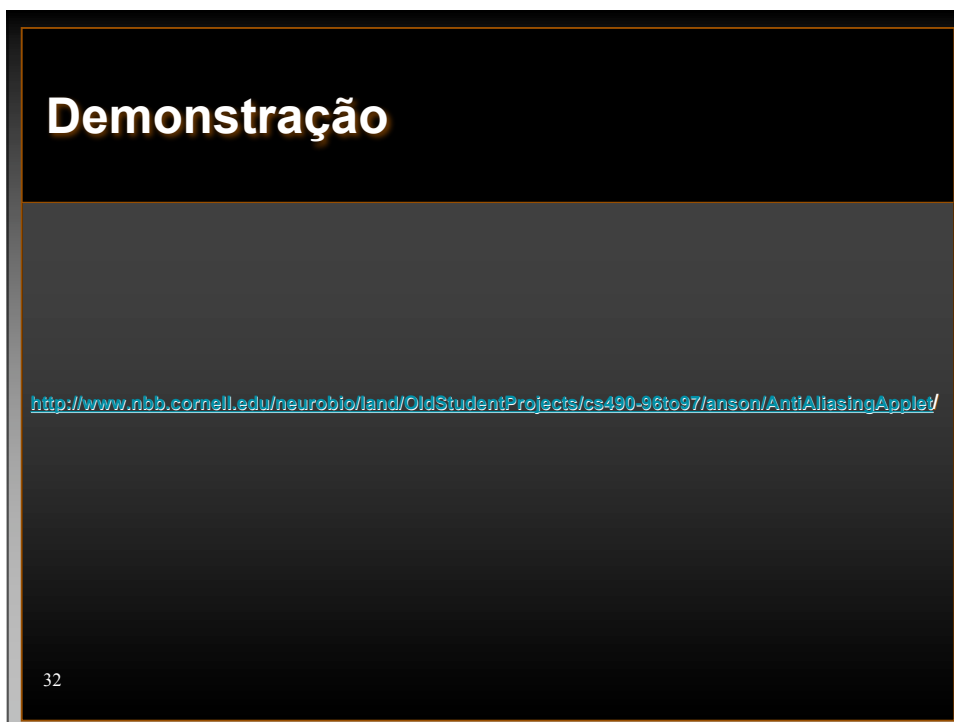 Demonstração
http://www.nbb.cornell.edu/neurobio/land/OldStudentProjects/cs490-96to97/anson/AntiAliasingApplet/
32